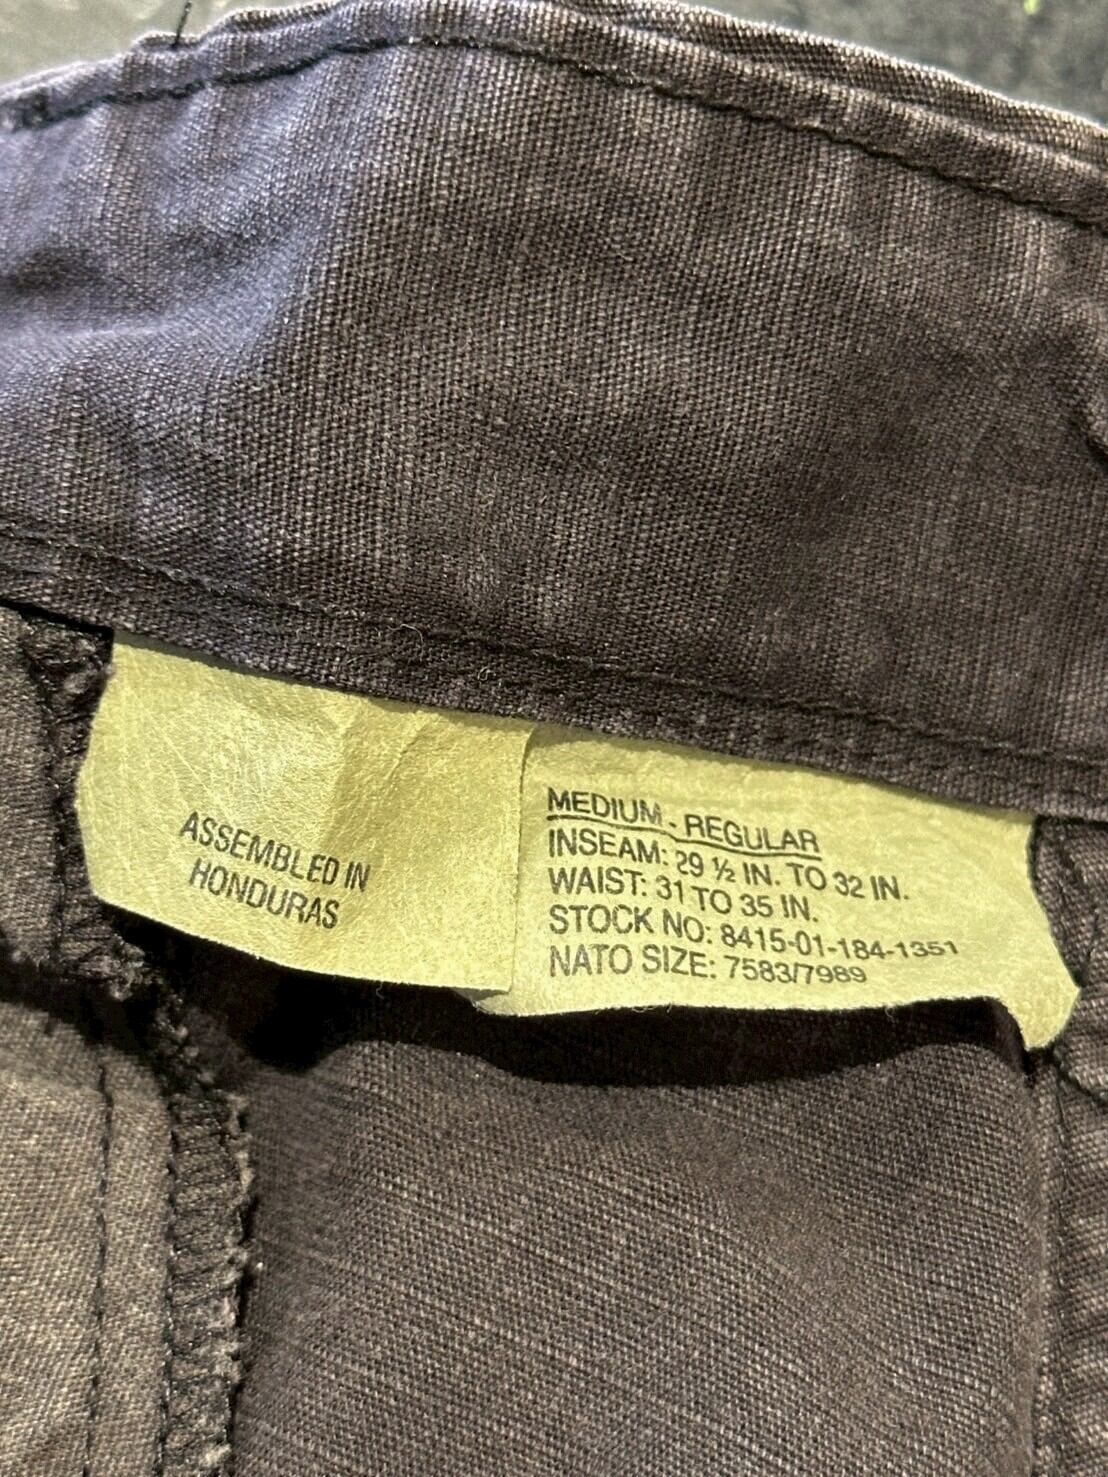 ASSEMBLED IN
HONDURAS
MEDIUM - REGULAR
INSEAM: 29 ½ IN. TO 32 IN.
WAIST: 31 TO 35 IN.
STOCK NO: 8415-01-184-1351
NATO SIZE: 7583/7989